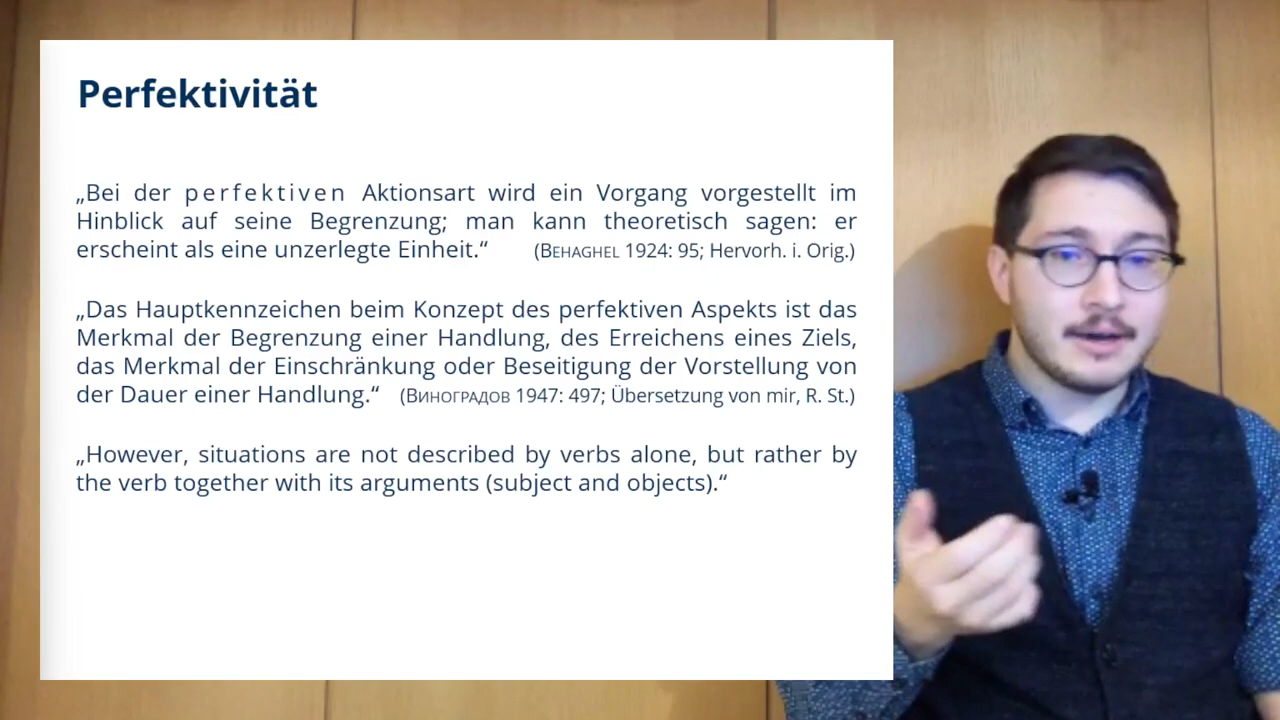 Perfektivität
„Bei der perfektiven Aktionsart wird ein Vorgang vorgestellt im
Hinblick auf seine Begrenzung; man kann theoretisch sagen: er
erscheint als eine unzerlegte Einheit.“ (BEHAGHEL 1924: 95; Hervorh. i. Orig.)
„Das Hauptkennzeichen beim Konzept des perfektiven Aspekts ist das
Merkmal der Begrenzung einer Handlung, des Erreichens eines Ziels,
das Merkmal der Einschränkung oder Beseitigung der Vorstellung von
der Dauer einer Handlung.“ (ВИНОГРАДОВ 1947: 497; Übersetzung von mir, R. St.)
„However, situations are not described by verbs alone, but rather by
the verb together with its arguments (subject and objects).“